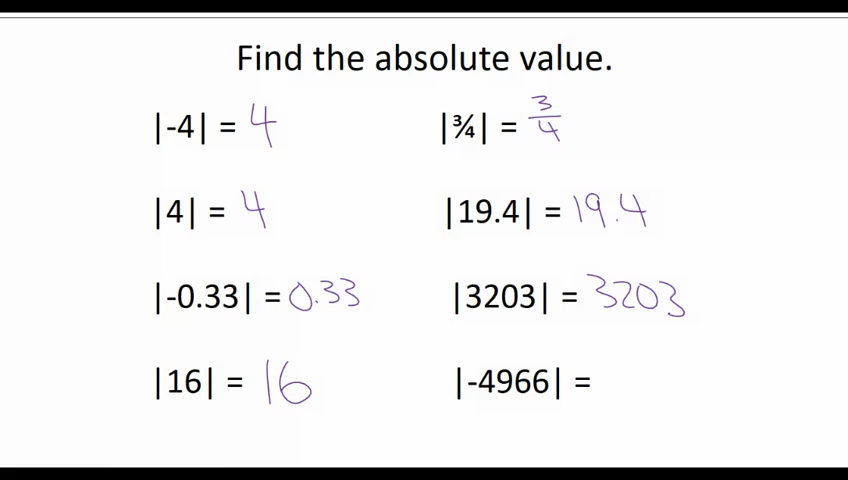 Find the absolute value.
|-4| = 4
|¾| = 3/4
|4| = 4
|19.4| = 19.4
|-0.33| = 0.33
|3203| = 3203
|16| = 16
|-4966| =